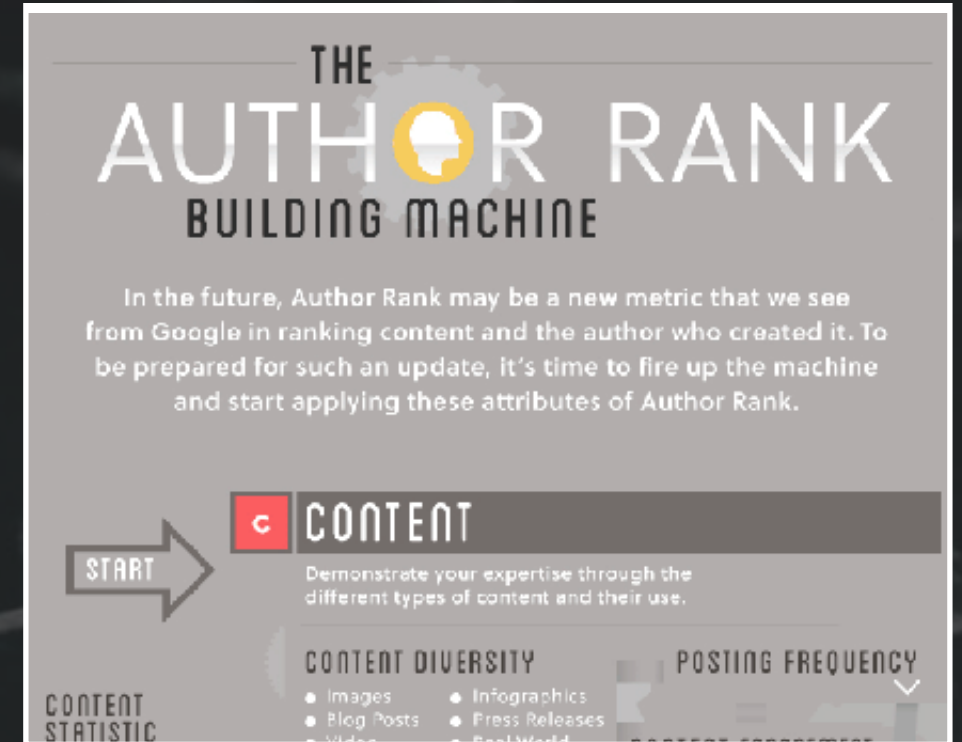 THE
AUTHOR RANK
BUILDING MACHINE
In the future, Author Rank may be a new metric that we see
from Google in ranking content and the author who created it. To
be prepared for such an update, it's time to fire up the machine
and start applying these attributes of Author Rank.
START
C CONTENT
Demonstrate your expertise through the
different types of content and their use.
CONTENT DIVERSITY
• Images
• Blog Posts
• Infographics
• Press Releases
POSTING FREQUENCY
CONTENT
STATISTIC